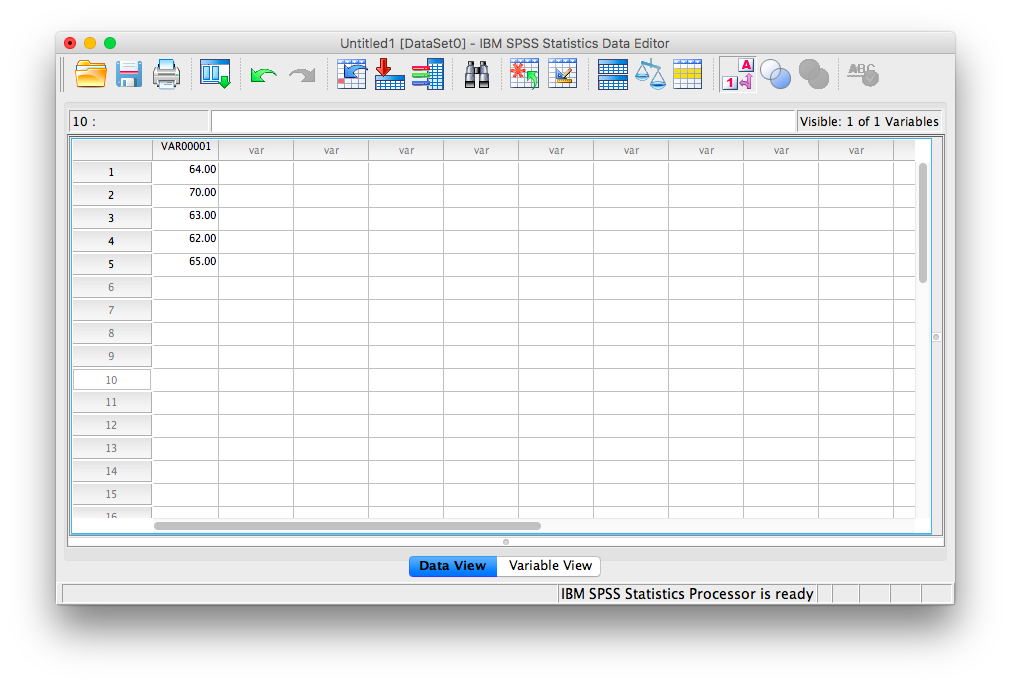 Untitled1 [DataSet0] - IBM SPSS Statistics Data Editor
A
1
ABC
10 :
Visible: 1 of 1 Variables
VAR00001 var var var var var var var var var
1 64.00
2 70.00
3 63.00
4 62.00
5 65.00
6
7
8
9
10
11
12
13
14
15
16
Data View Variable View
IBM SPSS Statistics Processor is ready